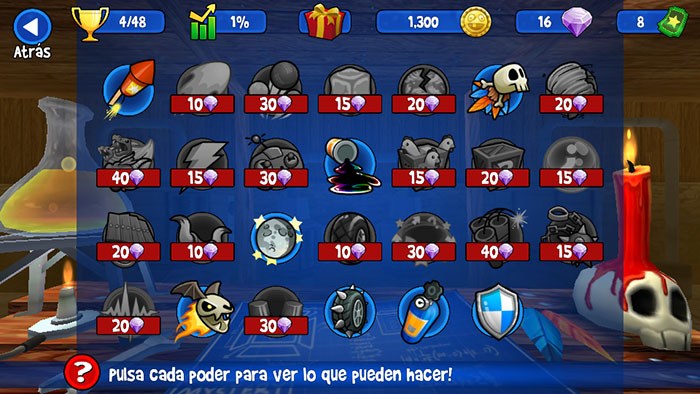 4/48 1% 1,300 16 8
Atrás
10 30 15 20 20
40 15 30 15 20 15
20 10 10 30 40 15
20 30
Pulsa cada poder para ver lo que pueden hacer!